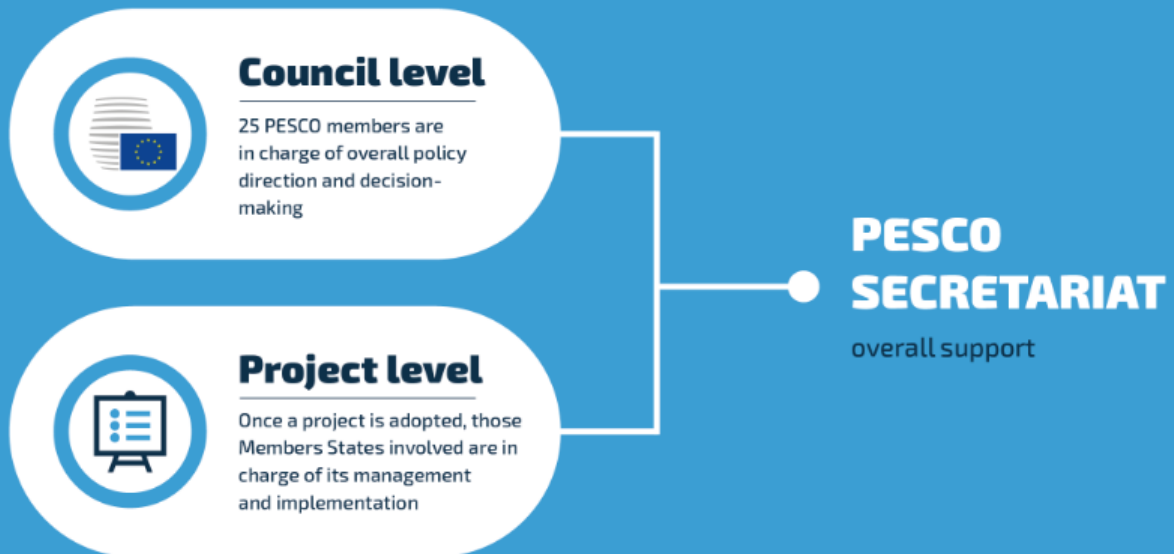 Council level
25 PESCO members are
in charge of overall policy
direction and decision-
making
Project level
Once a project is adopted, those
Members States involved are in
charge of its management
and implementation
PESCO
SECRETARIAT
overall support